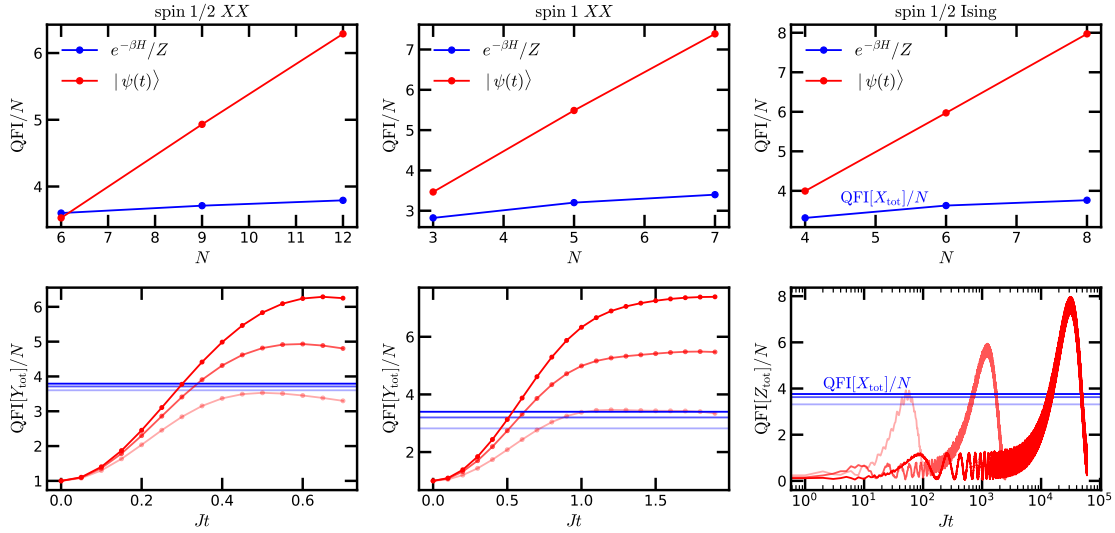 spin 1/2 XX
6
5
4
QFI/N
e^{−βH}/Z
|ψ(t)⟩
6 7 8 9 10 11 12
N
spin 1 XX
7
6
5
4
3
QFI/N
e^{−βH}/Z
|ψ(t)⟩
3 4 5 6 7
N
spin 1/2 Ising
8
7
6
5
4
3
QFI/N
e^{−βH}/Z
|ψ(t)⟩
QFI[X_tot]/N
4 5 6 7 8
N
6
5
4
3
2
1
QFI[Y_tot]/N
0.0 0.2 0.4 0.6
Jt
6
4
2
QFI[Y_tot]/N
0.0 0.5 1.0 1.5
Jt
8
6
4
2
0
QFI[Z_tot]/N
QFI[X_tot]/N
10^0 10^1 10^2 10^3 10^4 10^5
Jt